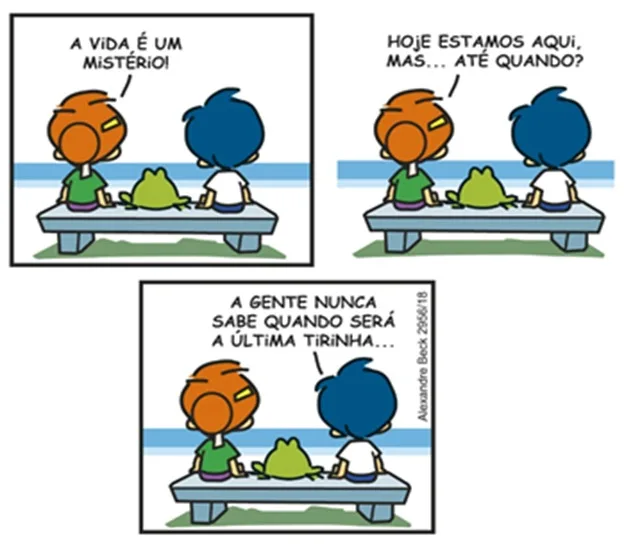 A VIDA É UM
MISTÉRIO!
HOJE ESTAMOS AQUI,
MAS... ATÉ QUANDO?
A GENTE NUNCA
SABE QUANDO SERÁ
A ÚLTIMA TIRINHA...
Alexandre Beck 2956/18